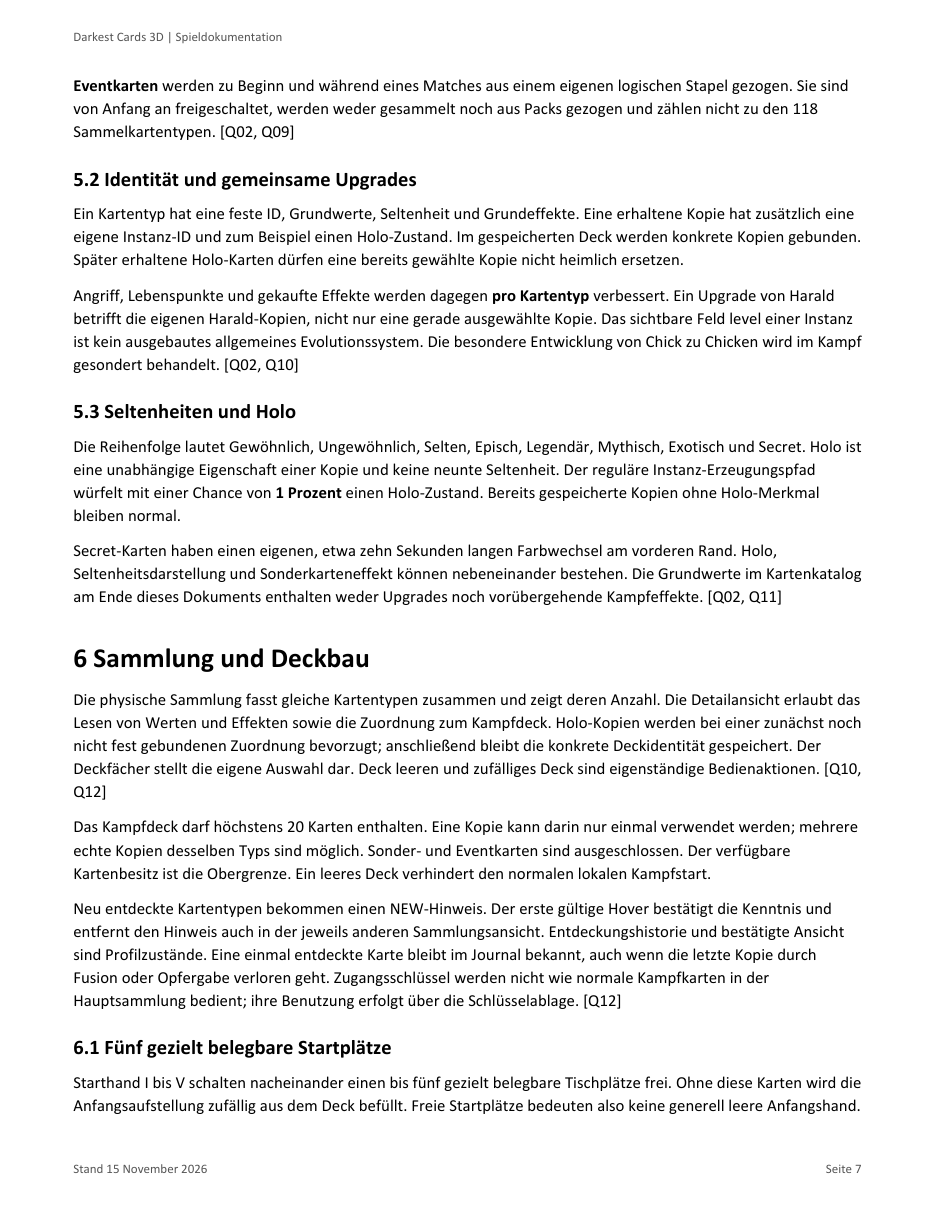 Darkest Cards 3D | Spieldokumentation
Eventkarten werden zu Beginn und während eines Matches aus einem eigenen logischen Stapel gezogen. Sie sind
von Anfang an freigeschaltet, werden weder gesammelt noch aus Packs gezogen und zählen nicht zu den 118
Sammelkartentypen. [Q02, Q09]
5.2 Identität und gemeinsame Upgrades
Ein Kartentyp hat eine feste ID, Grundwerte, Seltenheit und Grundeffekte. Eine erhaltene Kopie hat zusätzlich eine
eigene Instanz-ID und zum Beispiel einen Holo-Zustand. Im gespeicherten Deck werden konkrete Kopien gebunden.
Später erhaltene Holo-Karten dürfen eine bereits gewählte Kopie nicht heimlich ersetzen.
Angriff, Lebenspunkte und gekaufte Effekte werden dagegen pro Kartentyp verbessert. Ein Upgrade von Harald
betrifft die eigenen Harald-Kopien, nicht nur eine gerade ausgewählte Kopie. Das sichtbare Feld level einer Instanz
ist kein ausgebautes allgemeines Evolutionssystem. Die besondere Entwicklung von Chick zu Chicken wird im Kampf
gesondert behandelt. [Q02, Q10]
5.3 Seltenheiten und Holo
Die Reihenfolge lautet Gewöhnlich, Ungewöhnlich, Selten, Episch, Legendär, Mythisch, Exotisch und Secret. Holo ist
eine unabhängige Eigenschaft einer Kopie und keine neunte Seltenheit. Der reguläre Instanz-Erzeugungspfad
würfelt mit einer Chance von 1 Prozent einen Holo-Zustand. Bereits gespeicherte Kopien ohne Holo-Merkmal
bleiben normal.
Secret-Karten haben einen eigenen, etwa zehn Sekunden langen Farbwechsel am vorderen Rand. Holo,
Seltenheitsdarstellung und Sonderkarteneffekt können nebeneinander bestehen. Die Grundwerte im Kartenkatalog
am Ende dieses Dokuments enthalten weder Upgrades noch vorübergehende Kampfeffekte. [Q02, Q11]
6 Sammlung und Deckbau
Die physische Sammlung fasst gleiche Kartentypen zusammen und zeigt deren Anzahl. Die Detailansicht erlaubt das
Lesen von Werten und Effekten sowie die Zuordnung zum Kampfdeck. Holo-Kopien werden bei einer zunächst noch
nicht fest gebundenen Zuordnung bevorzugt; anschließend bleibt die konkrete Deckidentität gespeichert. Der
Deckfächer stellt die eigene Auswahl dar. Deck leeren und zufälliges Deck sind eigenständige Bedienaktionen. [Q10,
Q12]
Das Kampfdeck darf höchstens 20 Karten enthalten. Eine Kopie kann darin nur einmal verwendet werden; mehrere
echte Kopien desselben Typs sind möglich. Sonder- und Eventkarten sind ausgeschlossen. Der verfügbare
Kartenbesitz ist die Obergrenze. Ein leeres Deck verhindert den normalen lokalen Kampfstart.
Neu entdeckte Kartentypen bekommen einen NEW-Hinweis. Der erste gültige Hover bestätigt die Kenntnis und
entfernt den Hinweis auch in der jeweils anderen Sammlungsansicht. Entdeckungshistorie und bestätigte Ansicht
sind Profilzustände. Eine einmal entdeckte Karte bleibt im Journal bekannt, auch wenn die letzte Kopie durch
Fusion oder Opfergabe verloren geht. Zugangsschlüssel werden nicht wie normale Kampfkarten in der
Hauptsammlung bedient; ihre Benutzung erfolgt über die Schlüsselablage. [Q12]
6.1 Fünf gezielt belegbare Startplätze
Starthand I bis V schalten nacheinander einen bis fünf gezielt belegbare Tischplätze frei. Ohne diese Karten wird die
Anfangsaufstellung zufällig aus dem Deck befüllt. Freie Startplätze bedeuten also keine generell leere Anfangshand.
Stand 15 November 2026
Seite 7